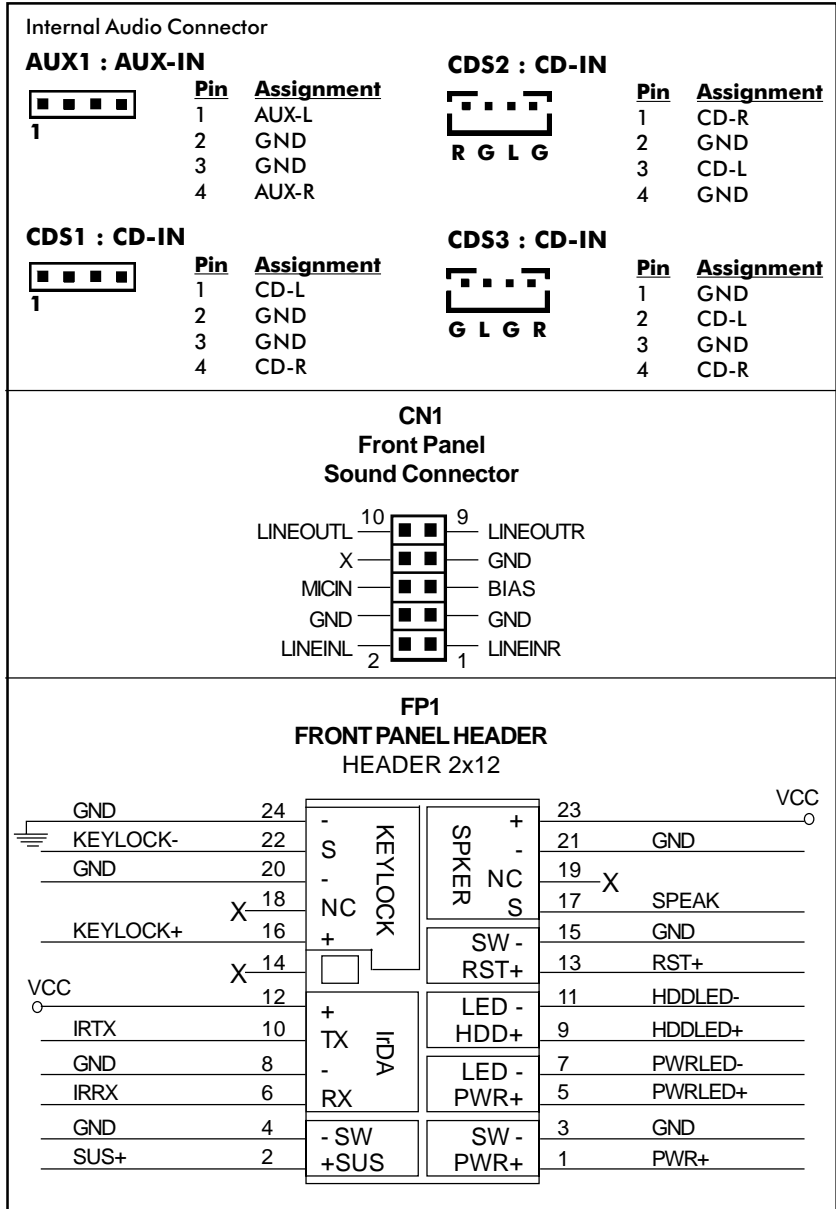 Internal Audio Connector
AUX1 : AUX-IN
Pin Assignment
1 AUX-L
2 GND
3 GND
4 AUX-R
1
CDS2 : CD-IN
Pin Assignment
1 CD-R
2 GND
3 CD-L
4 GND
R G L G
CDS1 : CD-IN
Pin Assignment
1 CD-L
2 GND
3 GND
4 CD-R
1
CDS3 : CD-IN
Pin Assignment
1 GND
2 CD-L
3 GND
4 CD-R
G L G R
CN1
Front Panel
Sound Connector
LINEOUTL 10 9 LINEOUTR
X GND
MICIN BIAS
GND GND
LINEINL 2 1 LINEINR
FP1
FRONT PANEL HEADER
HEADER 2x12
VCC
GND 24 - + 23
KEYLOCK- 22 S - 21 GND
GND 20 - NC 19 X
X 18 NC S 17 SPEAK
KEYLOCK+ 16 + SW - 15 GND
X 14 RST+ 13 RST+
KEYLOCK
SPKER
VCC
12 + LED - 11 HDDLED-
IRTX 10 TX HDD+ 9 HDDLED+
GND 8 - LED - 7 PWRLED-
IRRX 6 RX PWR+ 5 PWRLED+
IrDA
GND 4 - SW SW - 3 GND
SUS+ 2 +SUS PWR+ 1 PWR+